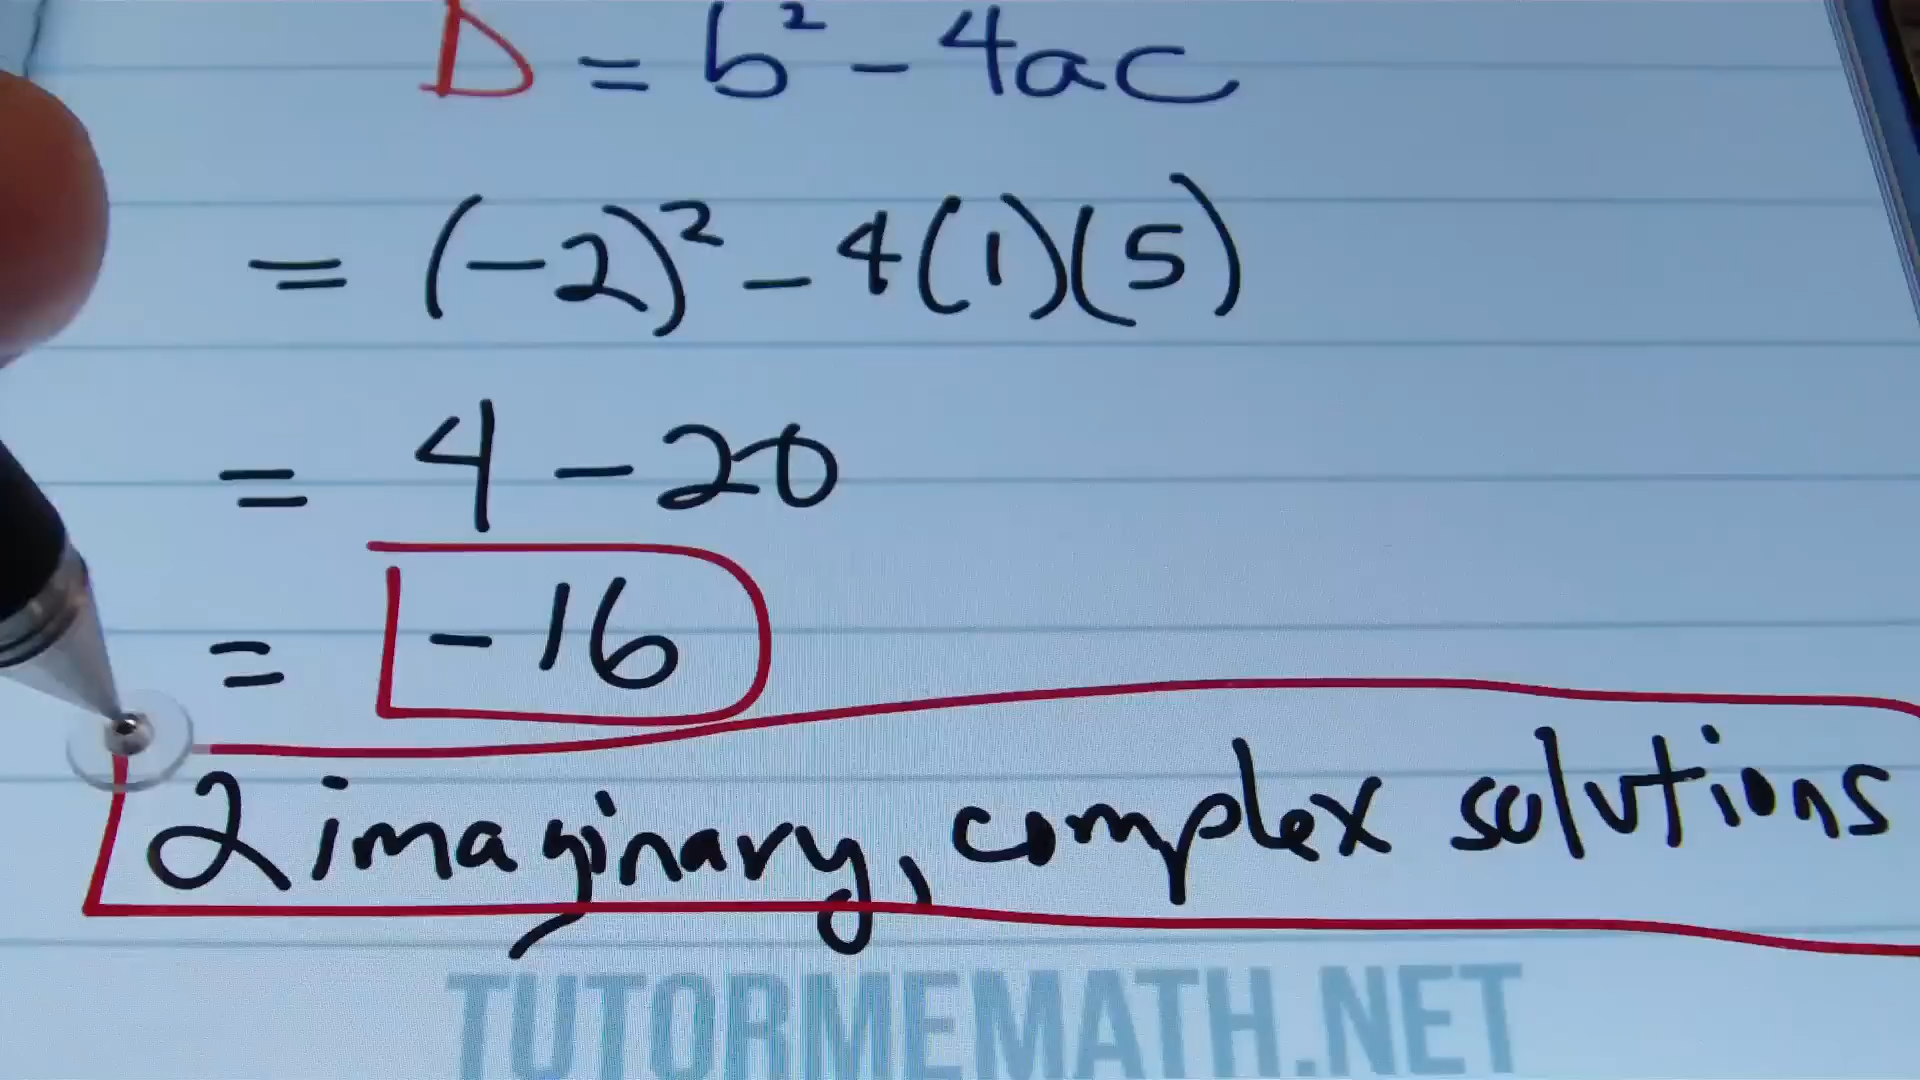 D = b² - 4ac
= (-2)² - 4(1)(5)
= 4 - 20
= -16
2 imaginary, complex solutions
TUTORMEMATH.NET